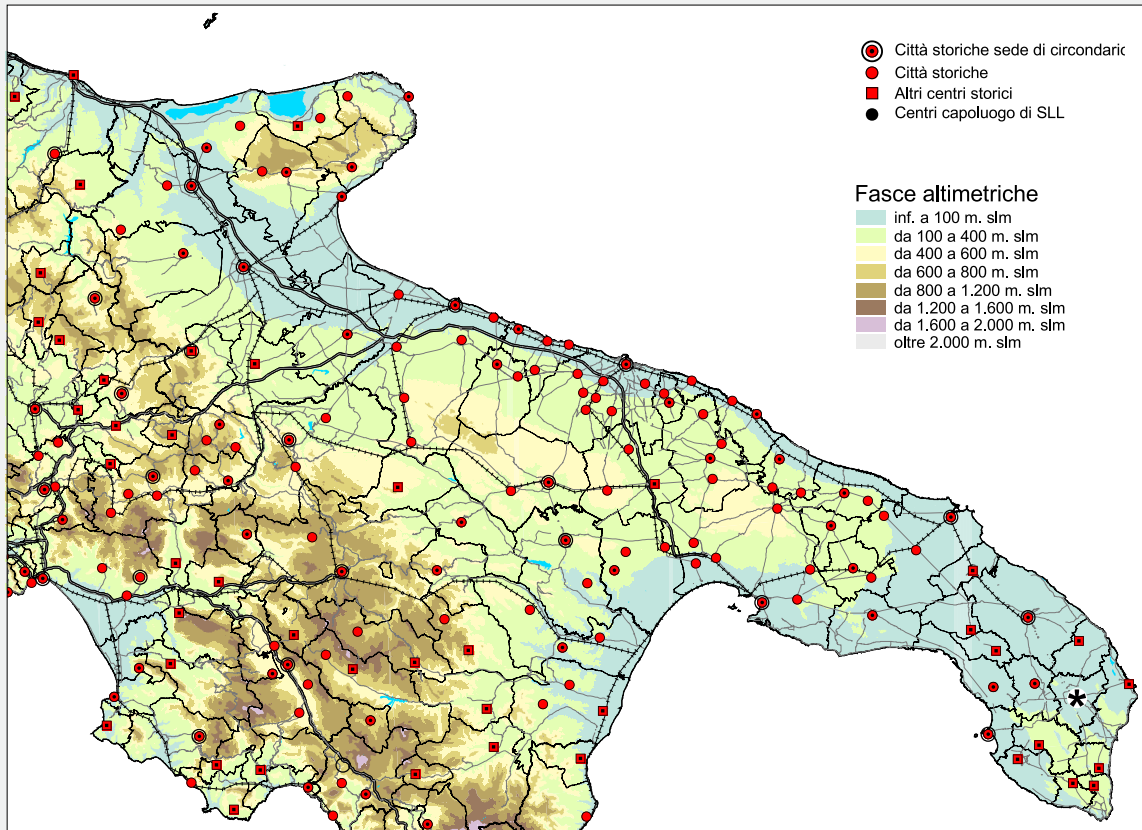 Città storiche sede di circondaric
Città storiche
Altri centri storici
Centri capoluogo di SLL
Fasce altimetriche
inf. a 100 m. slm
da 100 a 400 m. slm
da 400 a 600 m. slm
da 600 a 800 m. slm
da 800 a 1.200 m. slm
da 1.200 a 1.600 m. slm
da 1.600 a 2.000 m. slm
oltre 2.000 m. slm
*